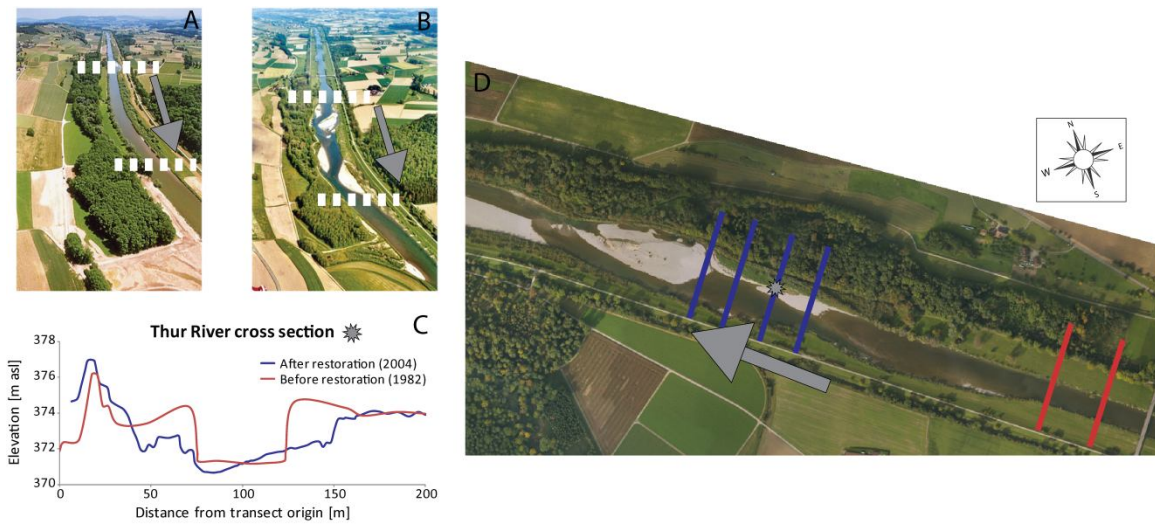 A
B
D
N
E
W
S
Thur River cross section
C
After restoration (2004)
Before restoration (1982)
Elevation [m asl]
378
376
374
372
370
0
50
100
150
200
Distance from transect origin [m]